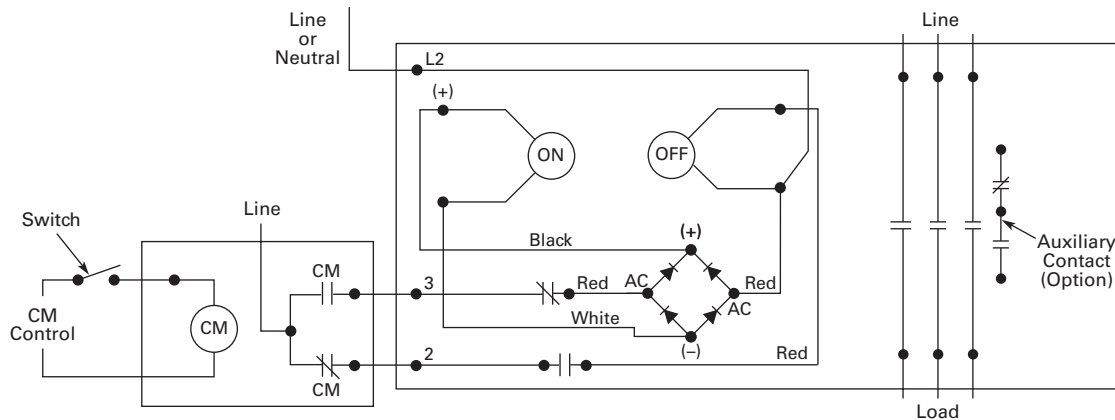 Line
or
Neutral
L2
Line
(+)
ON
OFF
Switch
Line
Black
(+)
Auxiliary
Contact
(Option)
CM
3
Red
AC
Red
AC
CM
Control
CM
White
(–)
2
Red
CM
Load